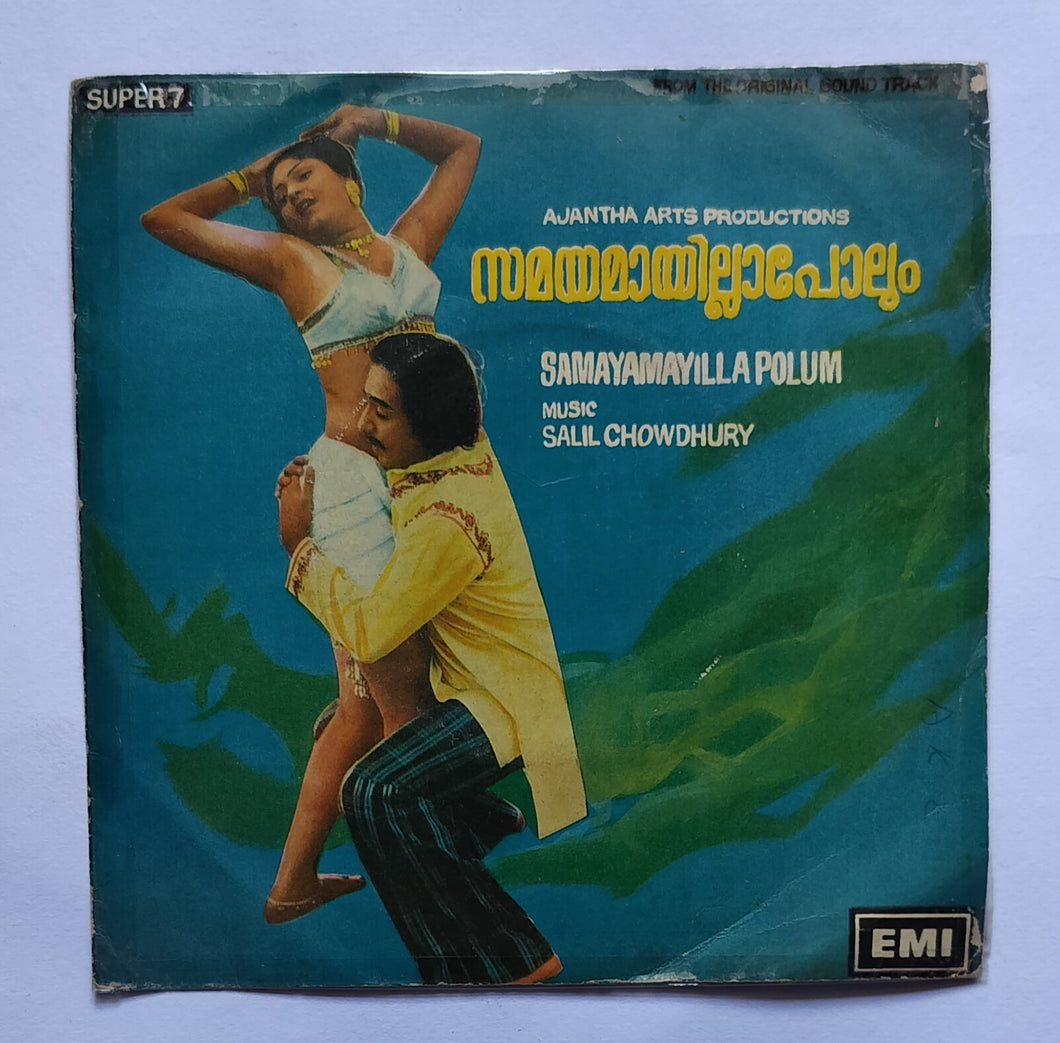 SUPER 7
FROM THE ORIGINAL SOUND TRACK
AJANTHA ARTS PRODUCTIONS
സമയമായില്ലാപോലും
SAMAYAMAYILLA POLUM
MUSIC
SALIL CHOWDHURY
EMI